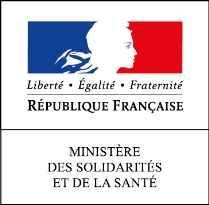 Liberté • Égalité • Fraternité
RÉPUBLIQUE FRANÇAISE
MINISTÈRE
DES SOLIDARITÉS
ET DE LA SANTÉ